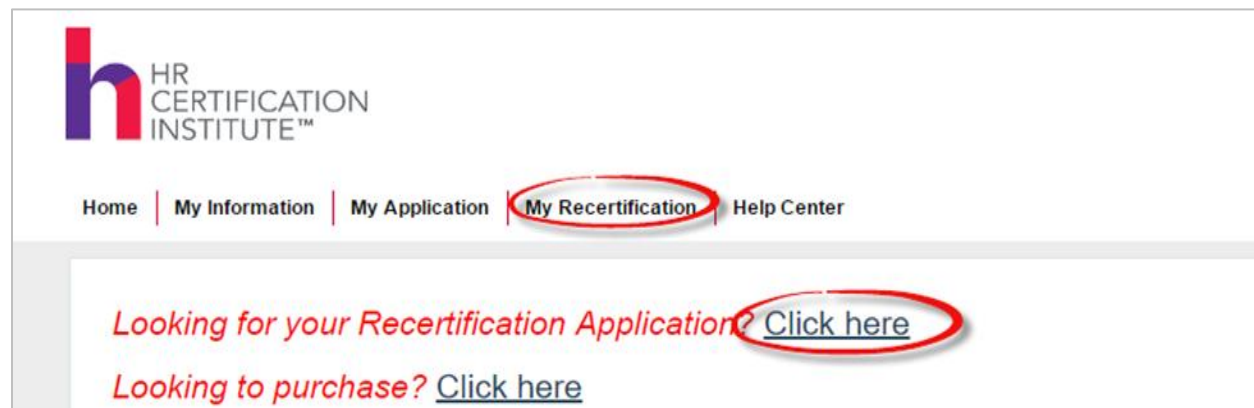 HR
CERTIFICATION
INSTITUTE™
Home My Information My Application My Recertification Help Center
Looking for your Recertification Application? Click here
Looking to purchase? Click here